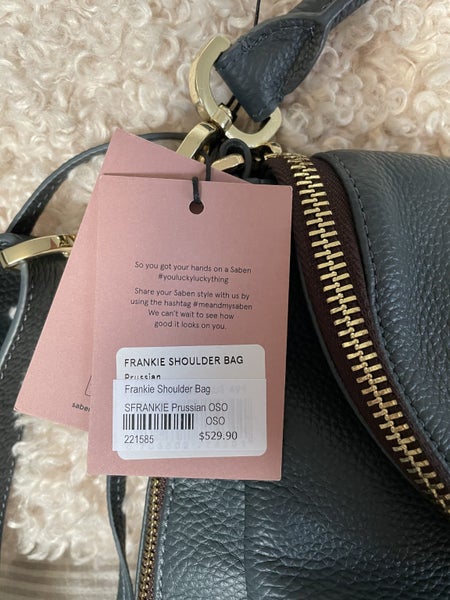 So you got your hands on a Saben
#youluckyluckything
Share your Saben style with us by
using the hashtag #meandmysaben
We can't wait to see how
good it looks on you.
FRANKIE SHOULDER BAG
Prussian
Frankie Shoulder Bag
SFRANKIE Prussian OSO
OSO
221585
$529.90
saben